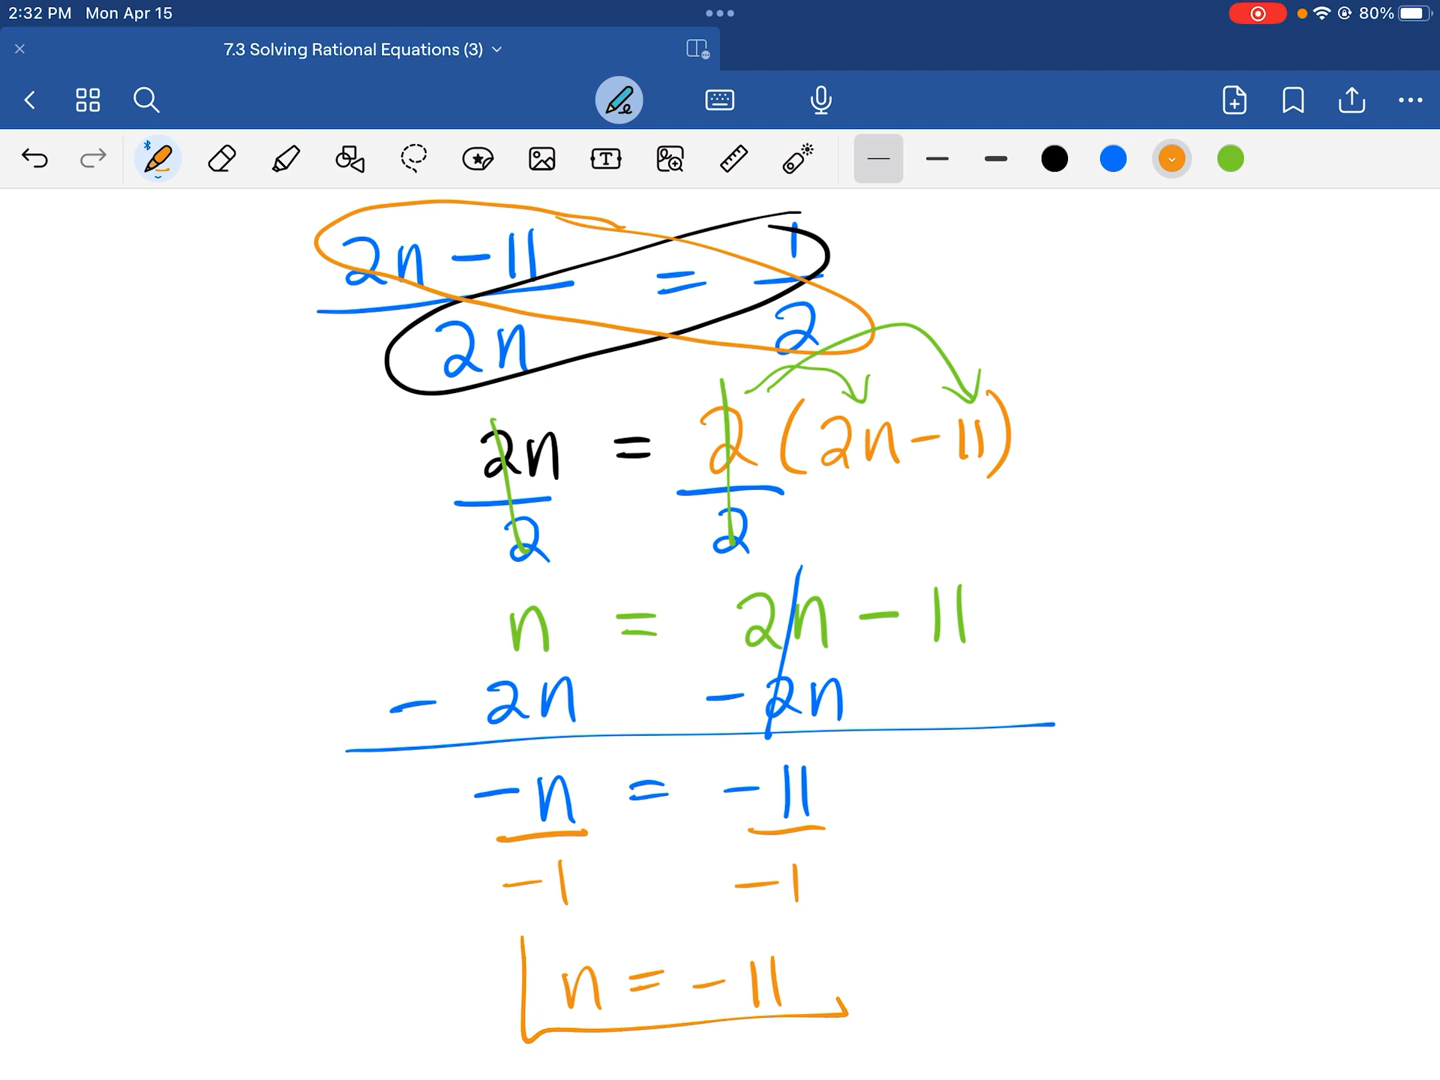 2:32 PM Mon Apr 15
80%
7.3 Solving Rational Equations (3)
2n - 11 = 1
2n 2
2n = 2 (2n - 11)
2 2
n = 2n - 11
- 2n - 2n
-n = -11
-1 -1
n = -11